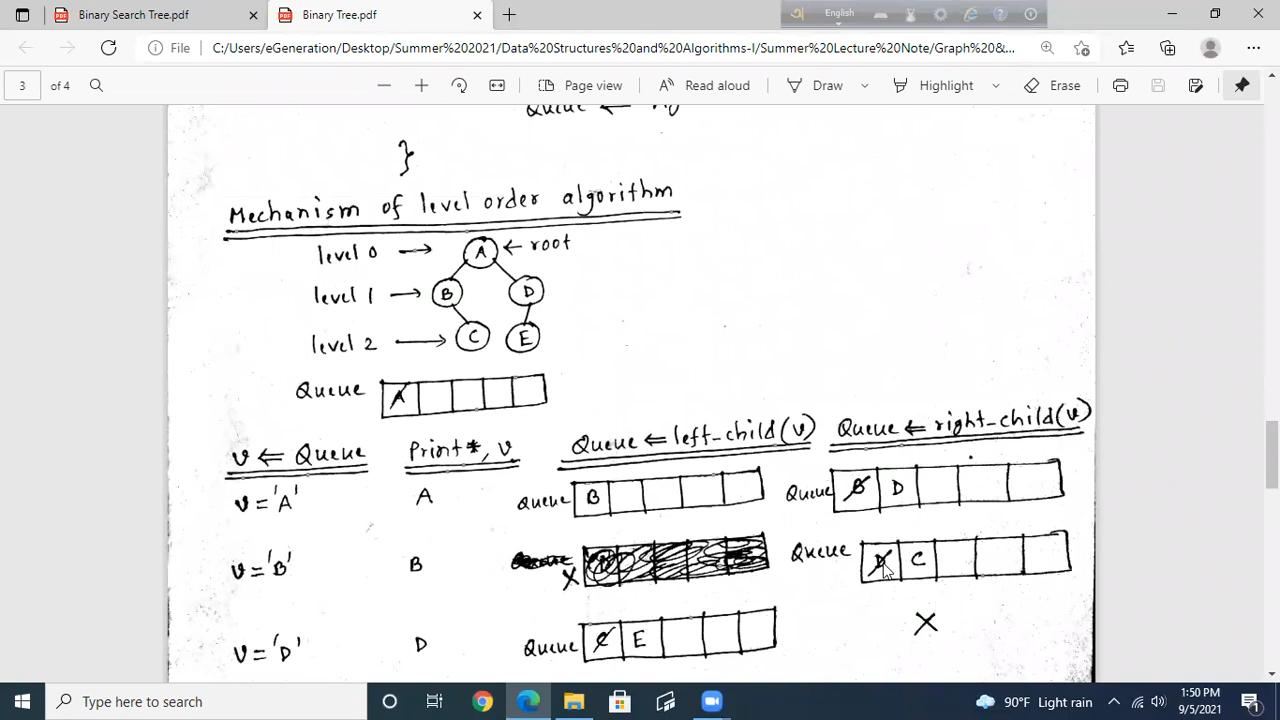 Binary Search Tree.pdf
Binary Tree.pdf
English
File
C:/Users/eGeneration/Desktop/Summer%202021/Data%20Structures%20and%20Algorithms-I/Summer%20Lecture%20Note/Graph%20&...
3 of 4
Page view
Read aloud
Draw
Highlight
Erase
Queue ←
}
Mechanism of level order algorithm
level 0 → A ← root
level 1 → B D
level 2 → C E
Queue A
v ⇐ Queue Print*, v Queue ⇐ left_child(v) Queue ⇐ right_child(v)
v = 'A' A Queue B Queue B D
v = 'B' B X Queue D C
v = 'D' D Queue C E X
Type here to search
90°F Light rain
1:50 PM
9/5/2021